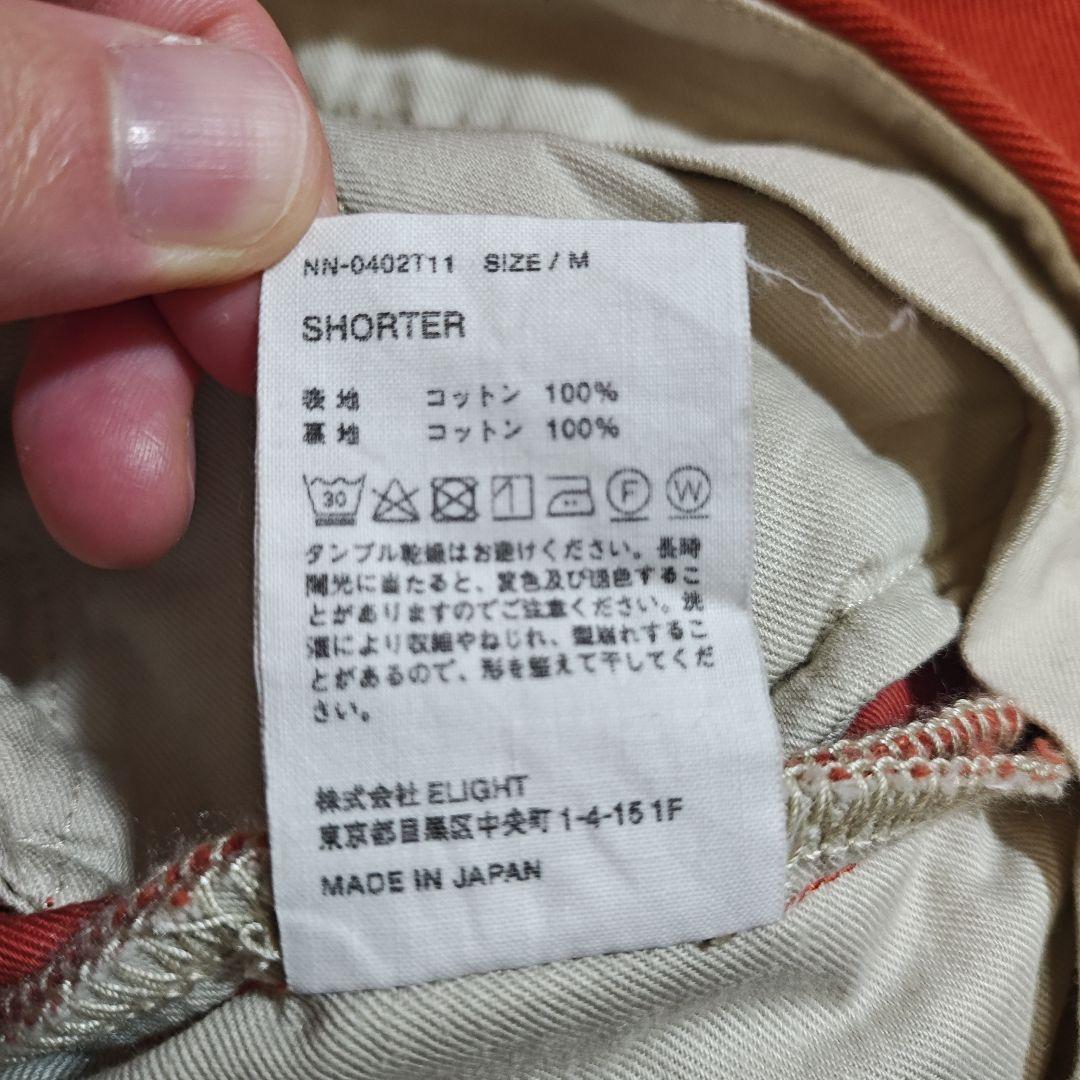 NN-0402T11 SIZE / M
SHORTER
表地 コットン 100%
裏地 コットン 100%
30 F W
タンブル乾燥はお避けください。長時
間光に当たると、変色及び退色するこ
とがありますのでご注意ください。洗
濯により収縮やねじれ、型崩れするこ
とがあるので、形を整えて干してくだ
さい。
株式会社 ELIGHT
東京都目黒区中央町 1-4-15 1F
MADE IN JAPAN